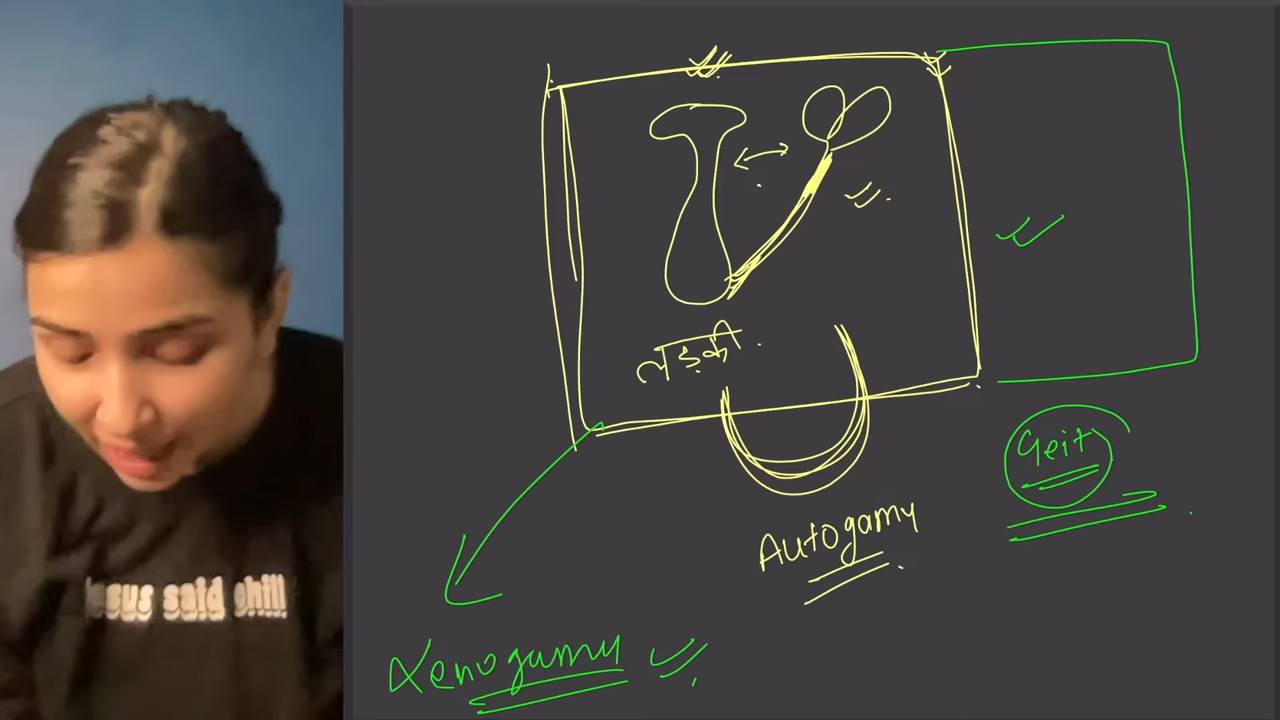 लड़की
Geit
Autogamy
Xenogamy
Jesus said chill